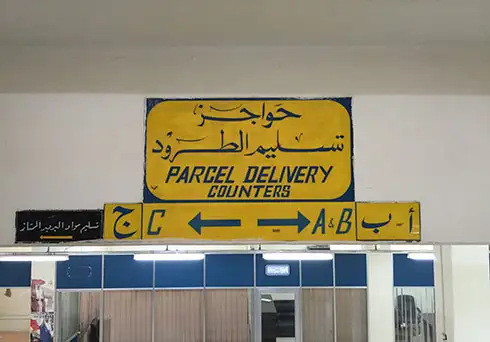 حواجز
تسليم الطرود
PARCEL DELIVERY
COUNTERS
ج C ← → A & B أ - ب
تسليم مواد البريد الممتاز